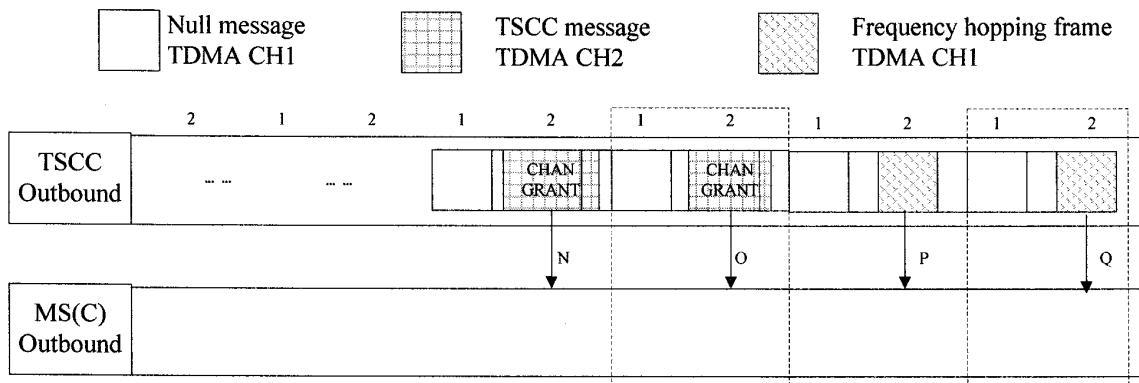 Null message
TDMA CH1
TSCC message
TDMA CH2
Frequency hopping frame
TDMA CH1
2 1 2 1 2 1 2 1 2 1 2
TSCC
Outbound
... ...
... ...
CHAN
GRANT
CHAN
GRANT
N O P Q
MS(C)
Outbound